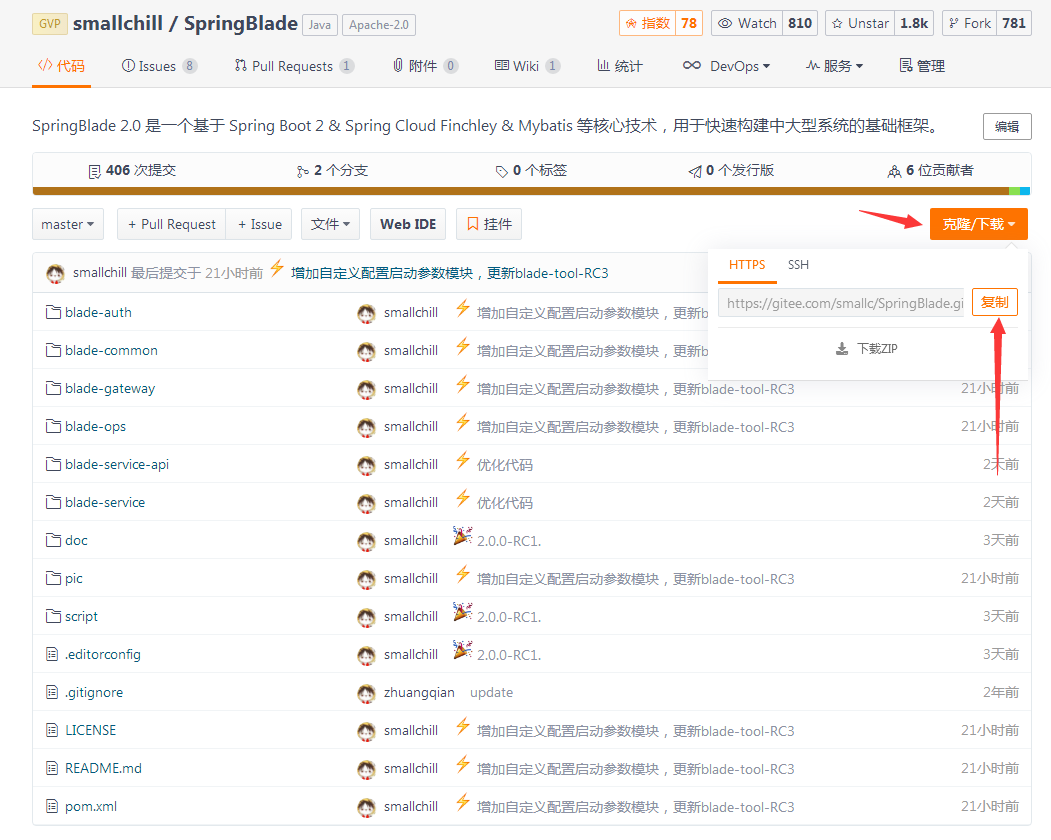 GVP smallchill / SpringBlade Java Apache-2.0 指数 78 Watch 810 Unstar 1.8k Fork 781
代码 Issues 8 Pull Requests 1 附件 0 Wiki 1 统计 DevOps 服务 管理
SpringBlade 2.0 是一个基于 Spring Boot 2 & Spring Cloud Finchley & Mybatis 等核心技术，用于快速构建中大型系统的基础框架。 编辑
406 次提交 2 个分支 0 个标签 0 个发行版 6 位贡献者
master + Pull Request + Issue 文件 Web IDE 挂件 克隆/下载
HTTPS SSH
https://gitee.com/smallc/SpringBlade.gi 复制
下载ZIP
smallchill 最后提交于 21小时前 增加自定义配置启动参数模块，更新blade-tool-RC3
blade-auth smallchill 增加自定义配置启动参数模块，更新b
blade-common smallchill 增加自定义配置启动参数模块，更新b
blade-gateway smallchill 增加自定义配置启动参数模块，更新blade-tool-RC3 21小时前
blade-ops smallchill 增加自定义配置启动参数模块，更新blade-tool-RC3 21小时前
blade-service-api smallchill 优化代码 2天前
blade-service smallchill 优化代码 2天前
doc smallchill 2.0.0-RC1. 3天前
pic smallchill 增加自定义配置启动参数模块，更新blade-tool-RC3 21小时前
script smallchill 2.0.0-RC1. 3天前
.editorconfig smallchill 2.0.0-RC1. 3天前
.gitignore zhuangqian update 2年前
LICENSE smallchill 增加自定义配置启动参数模块，更新blade-tool-RC3 21小时前
README.md smallchill 增加自定义配置启动参数模块，更新blade-tool-RC3 21小时前
pom.xml smallchill 增加自定义配置启动参数模块，更新blade-tool-RC3 21小时前